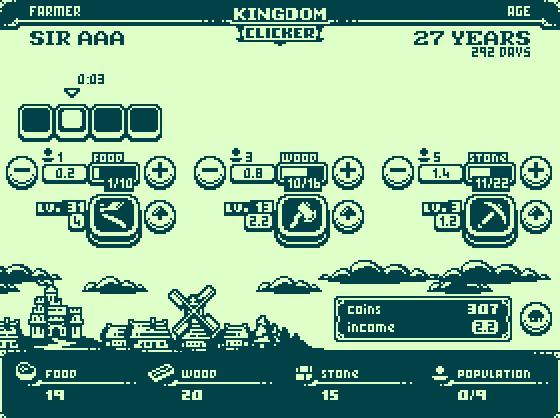 FARMER
KINGDOM
CLICKER
AGE
SIR AAA
27 YEARS
292 DAYS
0:03
1 FOOD
0.2
1/10
3 WOOD
0.8
10/16
5 STONE
1.4
11/22
LV. 31
4
LV. 13
2.2
LV. 3
1.2
coins 307
income 2.2
FOOD
19
WOOD
20
STONE
15
POPULATION
0/9